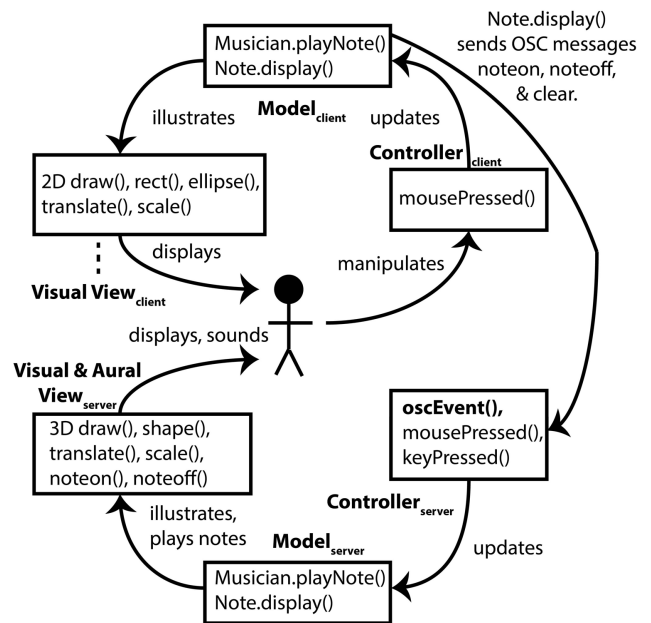 Musician.playNote()
Note.display()
Note.display()
sends OSC messages
noteon, noteoff,
& clear.
Model client
illustrates
updates
Controller client
2D draw(), rect(), ellipse(),
translate(), scale()
mousePressed()
displays
manipulates
Visual View client
displays, sounds
Visual & Aural
View server
3D draw(), shape(),
translate(), scale(),
noteon(), noteoff()
oscEvent(),
mousePressed(),
keyPressed()
Controller server
illustrates,
plays notes
Model server
updates
Musician.playNote()
Note.display()